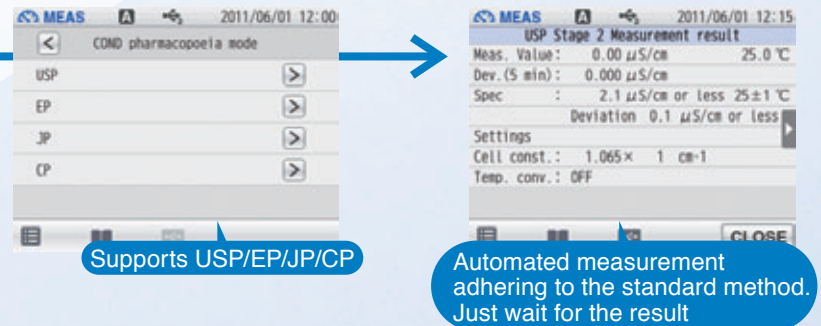 MEAS A 2011/06/01 12:00
< COND pharmacopoeia mode
USP >
EP >
JP >
CP >
Supports USP/EP/JP/CP
MEAS A 2011/06/01 12:15
USP Stage 2 Measurement result
Meas. Value: 0.00 μS/cm 25.0 ℃
Dev.(5 min): 0.000 μS/cm
Spec : 2.1 μS/cm or less 25±1 ℃
Deviation 0.1 μS/cm or less
Settings
Cell const.: 1.065× 1 cm-1
Temp. conv.: OFF
CLOSE
Automated measurement
adhering to the standard method.
Just wait for the result